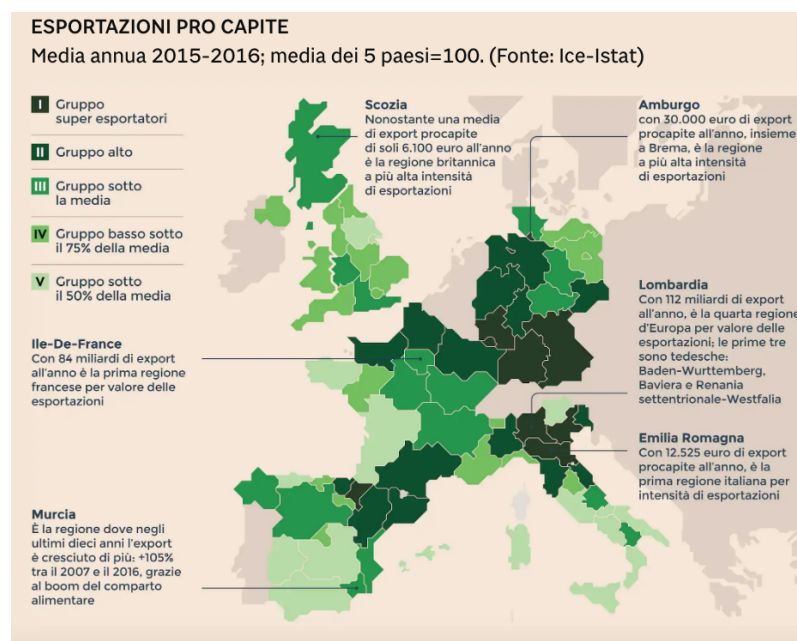 ESPORTAZIONI PRO CAPITE
Media annua 2015-2016; media dei 5 paesi=100. (Fonte: Ice-Istat)
I Gruppo
super esportatori
II Gruppo alto
III Gruppo sotto
la media
IV Gruppo basso sotto
il 75% della media
V Gruppo sotto
il 50% della media
Scozia
Nonostante una media
di export procapite
di soli 6.100 euro all'anno
è la regione britannica
a più alta intensità
di esportazioni
Amburgo
con 30.000 euro di export
procapite all'anno, insieme
a Brema, è la regione
a più alta intensità
di esportazioni
Ile-De-France
Con 84 miliardi di export
all'anno è la prima regione
francese per valore delle
esportazioni
Lombardia
Con 112 miliardi di export
all'anno, è la quarta regione
d'Europa per valore delle
esportazioni; le prime tre
sono tedesche:
Baden-Wurttemberg,
Baviera e Renania
settentrionale-Westfalia
Emilia Romagna
Con 12.525 euro di export
procapite all'anno, è la
prima regione italiana per
intensità di esportazioni
Murcia
È la regione dove negli
ultimi dieci anni l'export
è cresciuto di più: +105%
tra il 2007 e il 2016, grazie
al boom del comparto
alimentare